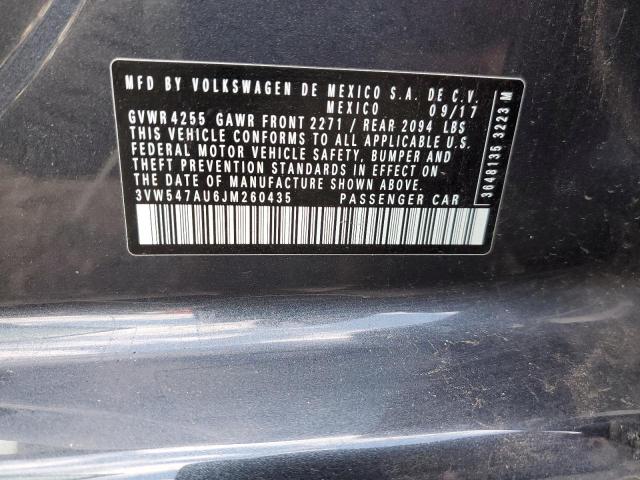 MFD BY VOLKSWAGEN DE MEXICO S.A. DE C.V.
MEXICO 09/17
GVWR 4255 GAWR FRONT 2271 / REAR 2094 LBS
THIS VEHICLE CONFORMS TO ALL APPLICABLE U.S.
FEDERAL MOTOR VEHICLE SAFETY, BUMPER AND
THEFT PREVENTION STANDARDS IN EFFECT ON
THE DATE OF MANUFACTURE SHOWN ABOVE.
3VW547AU6JM260435 PASSENGER CAR
3648135 3223 M